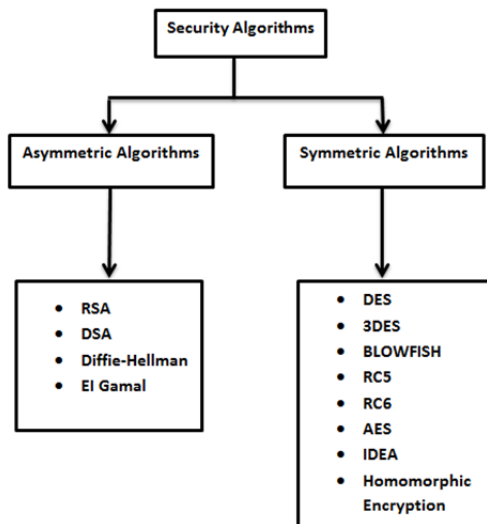 Security Algorithms
Asymmetric Algorithms
Symmetric Algorithms
• RSA
• DSA
• Diffie-Hellman
• EI Gamal
• DES
• 3DES
• BLOWFISH
• RC5
• RC6
• AES
• IDEA
• Homomorphic
Encryption